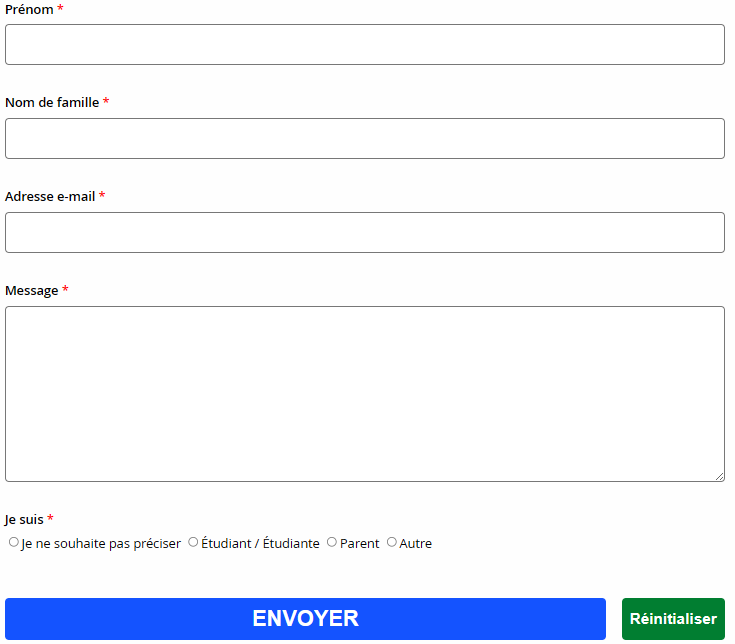 Prénom *
Nom de famille *
Adresse e-mail *
Message *
Je suis *
Je ne souhaite pas préciser Étudiant / Étudiante Parent Autre
ENVOYER Réinitialiser